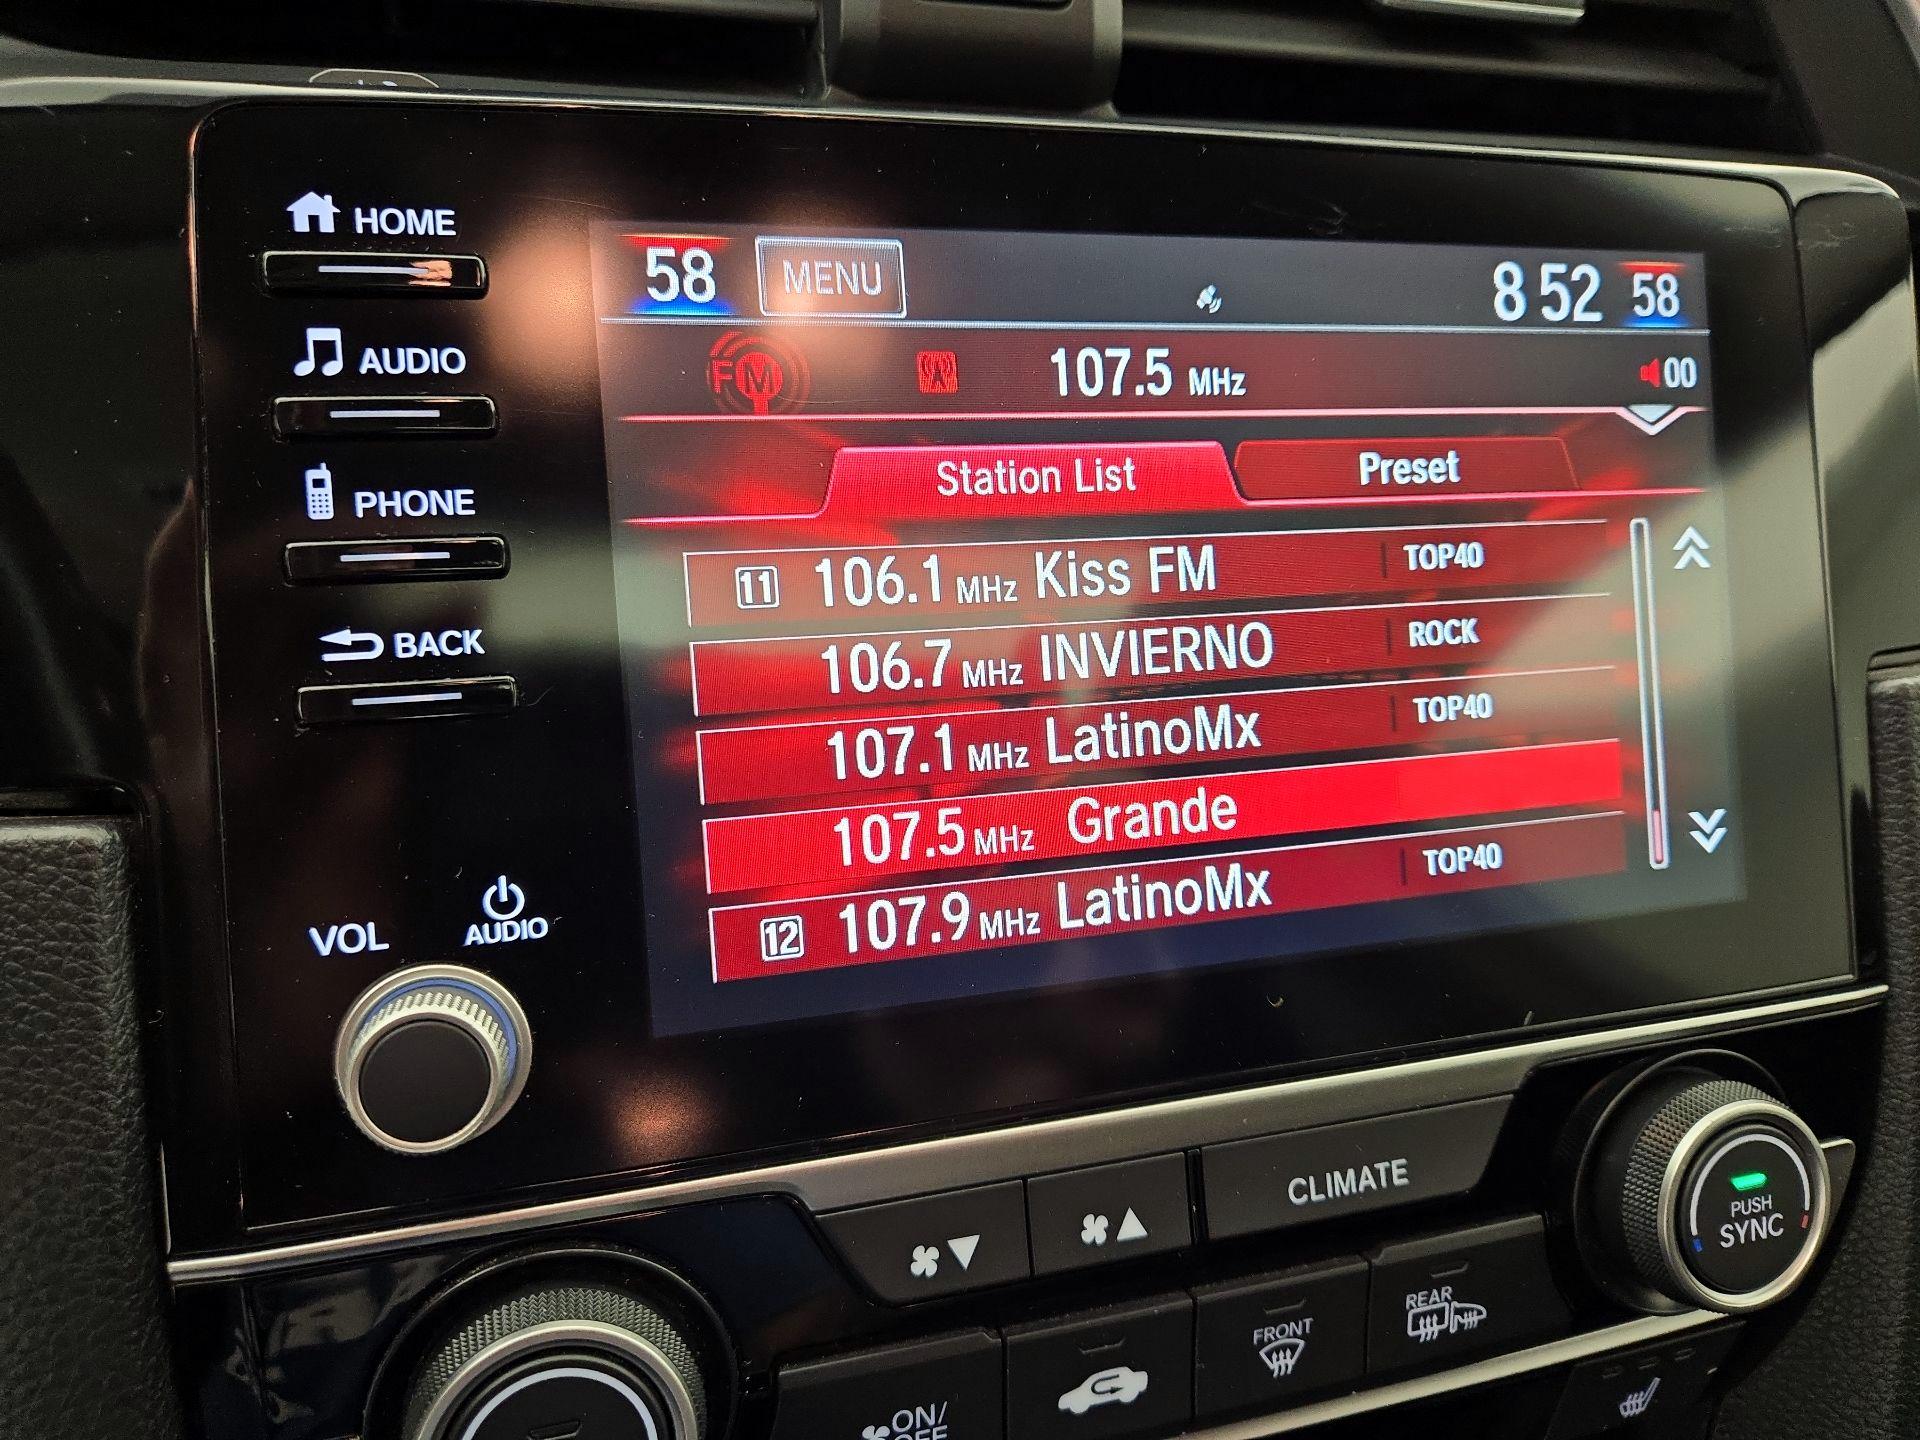 HOME
58 MENU 8 52 58
AUDIO
FM 107.5 MHz 00
PHONE
Station List Preset
11 106.1 MHz Kiss FM TOP40
BACK
106.7 MHz INVIERNO ROCK
107.1 MHz LatinoMx TOP40
107.5 MHz Grande
12 107.9 MHz LatinoMx TOP40
VOL AUDIO
CLIMATE
PUSH
SYNC
FRONT
REAR
ON/
OFF